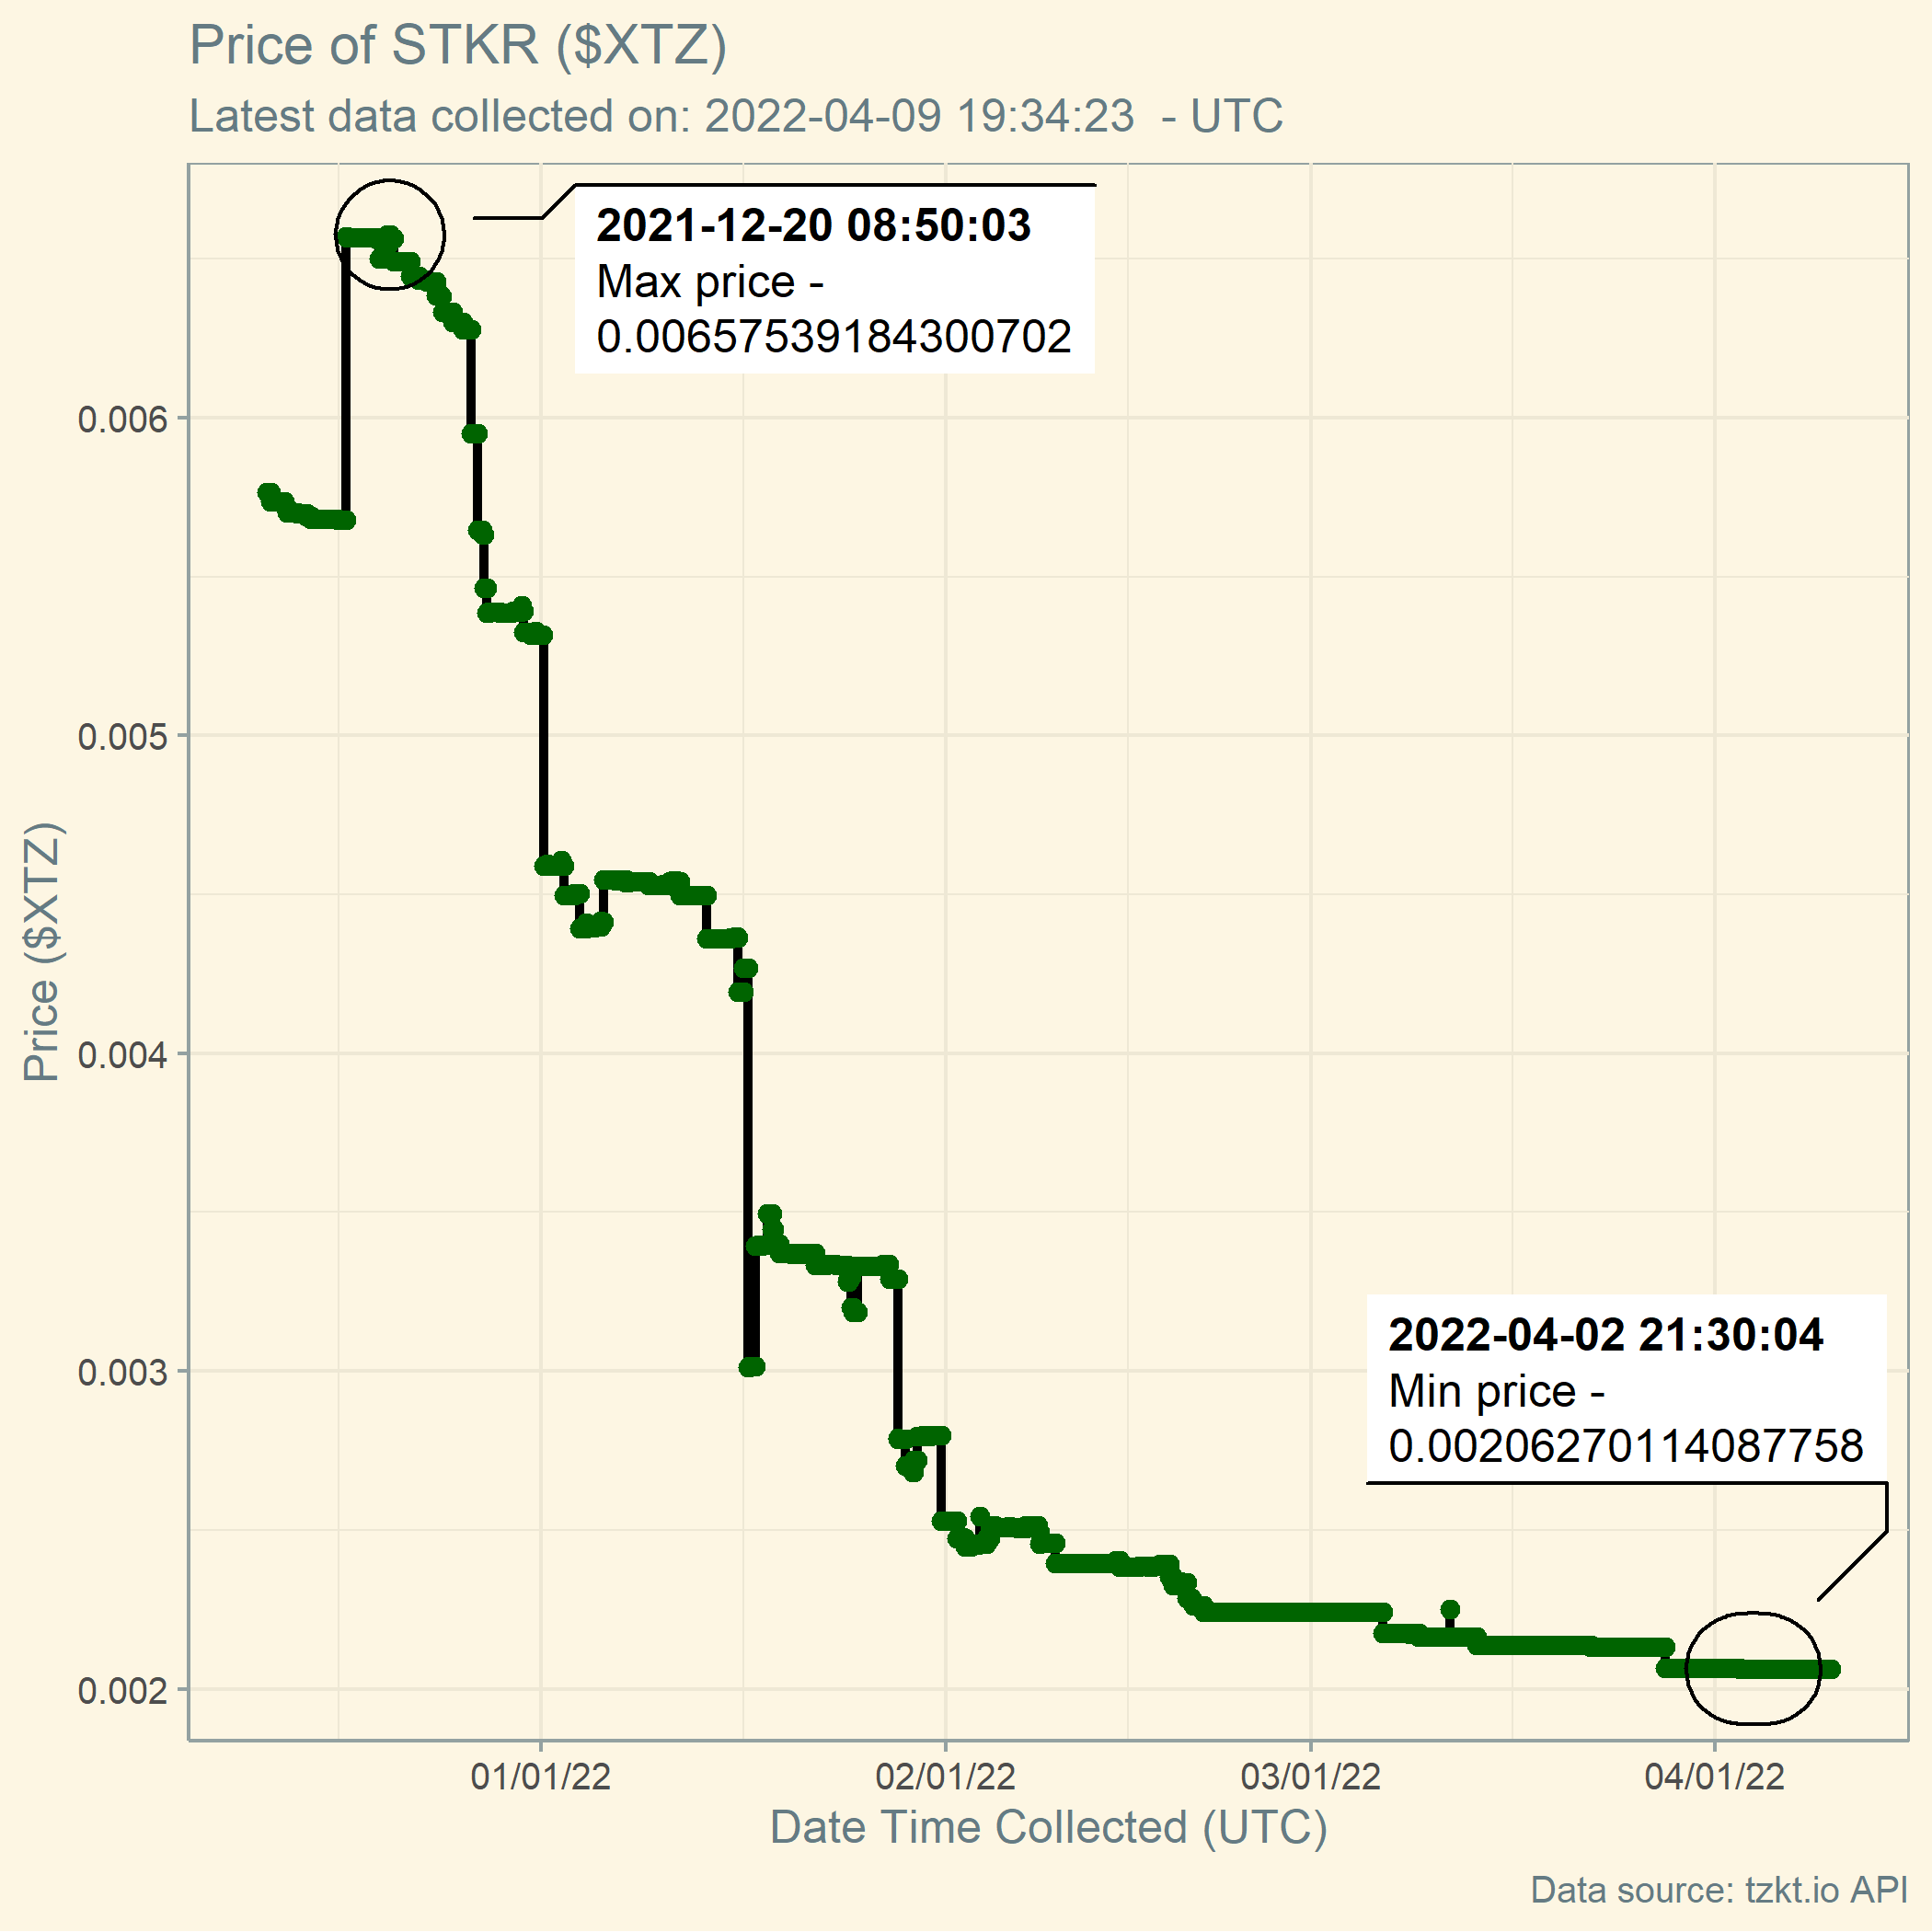 Price of STKR ($XTZ)
Latest data collected on: 2022-04-09 19:34:23  - UTC
2021-12-20 08:50:03
Max price -
0.00657539184300702
0.006
0.005
0.004
0.003
0.002
Price ($XTZ)
2022-04-02 21:30:04
Min price -
0.00206270114087758
01/01/22
02/01/22
03/01/22
04/01/22
Date Time Collected (UTC)
Data source: tzkt.io API